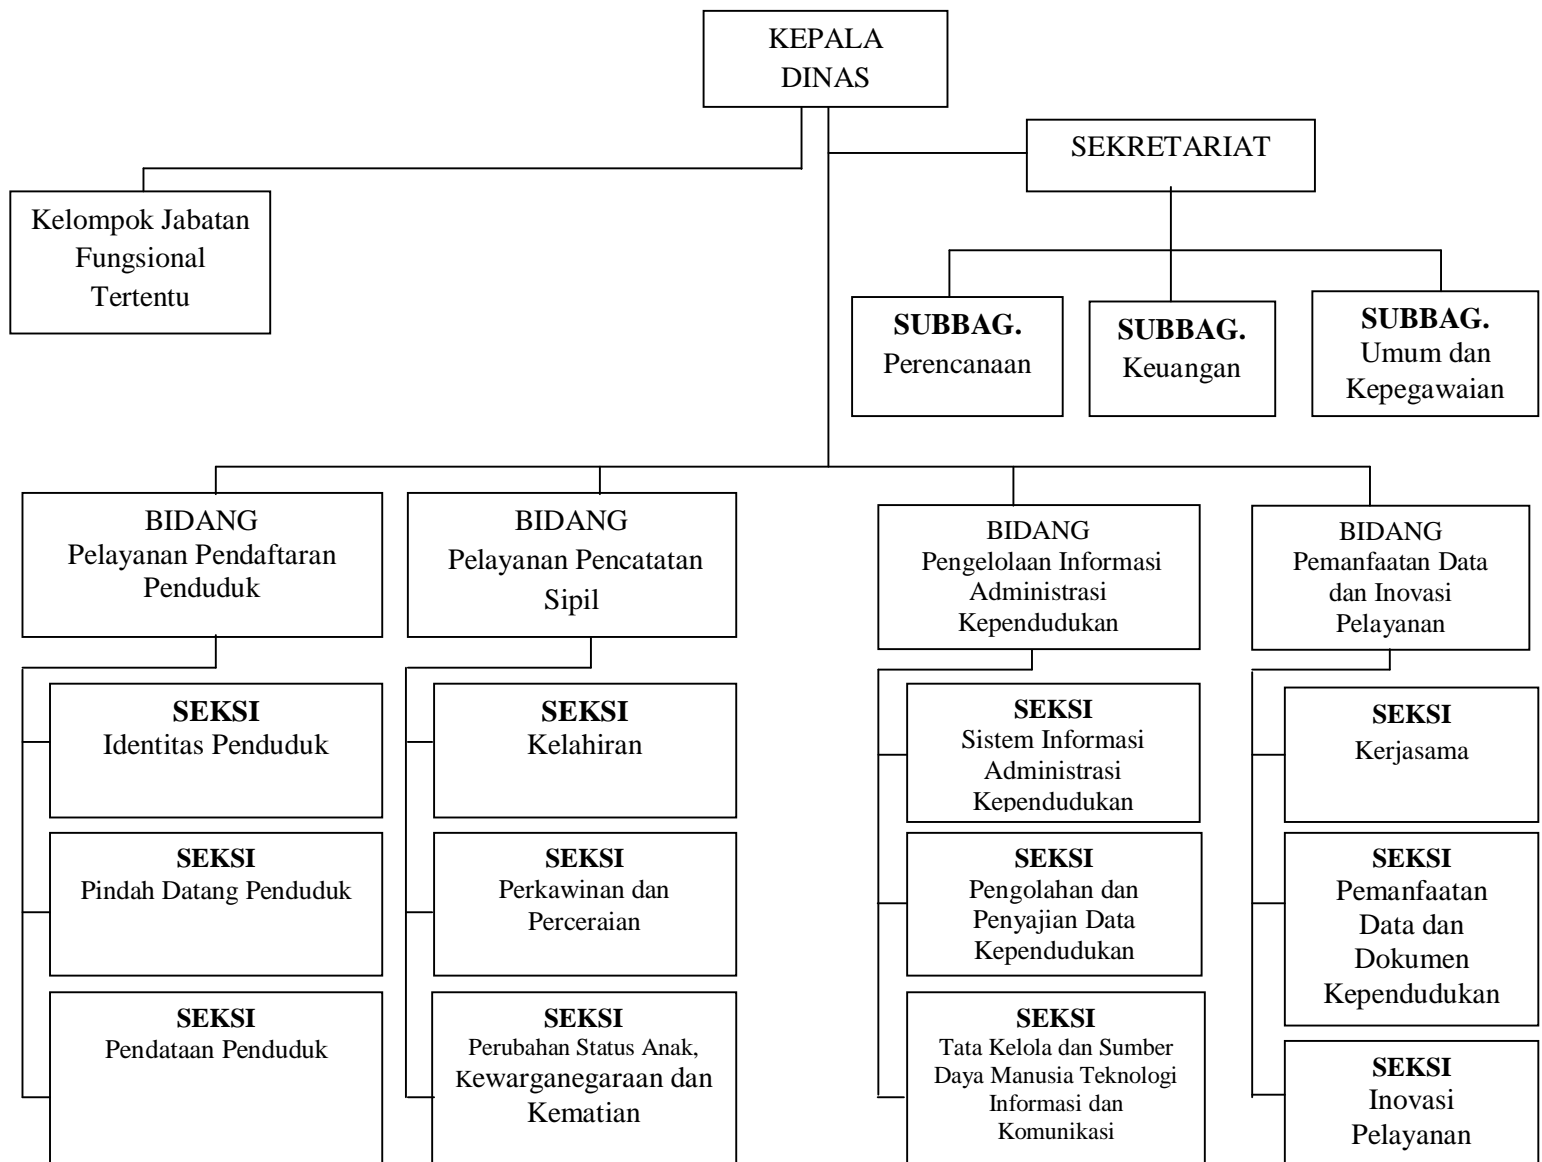 KEPALA
DINAS
SEKRETARIAT
Kelompok Jabatan
Fungsional
Tertentu
SUBBAG.
Perencanaan
SUBBAG.
Keuangan
SUBBAG.
Umum dan
Kepegawaian
BIDANG
Pelayanan Pendaftaran
Penduduk
BIDANG
Pelayanan Pencatatan
Sipil
BIDANG
Pengelolaan Informasi
Administrasi
Kependudukan
BIDANG
Pemanfaatan Data
dan Inovasi
Pelayanan
SEKSI
Identitas Penduduk
SEKSI
Kelahiran
SEKSI
Sistem Informasi
Administrasi
Kependudukan
SEKSI
Kerjasama
SEKSI
Pindah Datang Penduduk
SEKSI
Perkawinan dan
Perceraian
SEKSI
Pengolahan dan
Penyajian Data
Kependudukan
SEKSI
Pemanfaatan
Data dan
Dokumen
Kependudukan
SEKSI
Pendataan Penduduk
SEKSI
Perubahan Status Anak,
Kewarganegaraan dan
Kematian
SEKSI
Tata Kelola dan Sumber
Daya Manusia Teknologi
Informasi dan
Komunikasi
SEKSI
Inovasi
Pelayanan